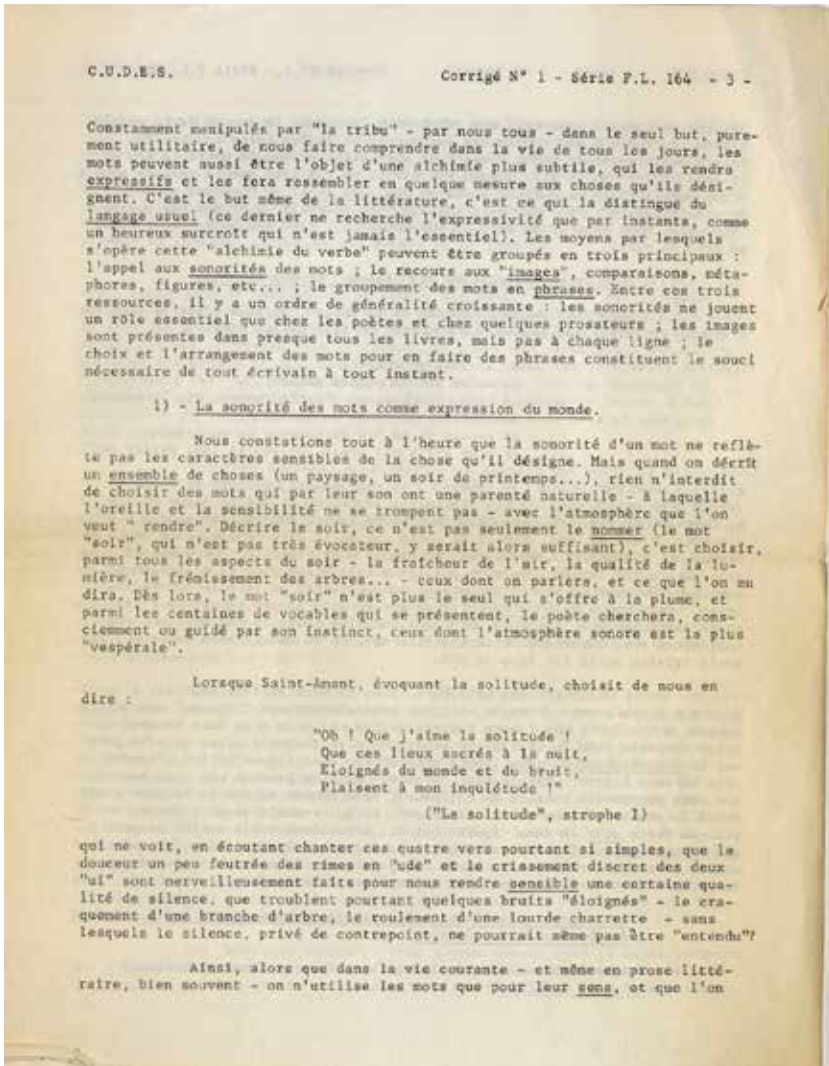 C.U.D.E.S.
Corrigé N° 1 - Série F.L. 164 - 3 -
Constamment manipulés par "la tribu" - par nous tous - dans le seul but, pure-
ment utilitaire, de nous faire comprendre dans la vie de tous les jours, les
mots peuvent aussi être l'objet d'une alchimie plus subtile, qui les rendra
expressifs et les fera ressembler en quelque mesure aux choses qu'ils dési-
gnent. C'est le but même de la littérature, c'est ce qui la distingue du
langage usuel (ce dernier ne recherche l'expressivité que par instants, comme
un heureux surcroît qui n'est jamais l'essentiel). Les moyens par lesquels
s'opère cette "alchimie du verbe" peuvent être groupés en trois principaux :
l'appel aux sonorités des mots ; le recours aux "images", comparaisons, méta-
phores, figures, etc... ; le groupement des mots en phrases. Entre ces trois
ressources, il y a un ordre de généralité croissante : les sonorités ne jouent
un rôle essentiel que chez les poètes et chez quelques prosateurs ; les images
sont présentes dans presque tous les livres, mais pas à chaque ligne ; le
choix et l'arrangement des mots pour en faire des phrases constituent le souci
nécessaire de tout écrivain à tout instant.
1) - La sonorité des mots comme expression du monde.
Nous constations tout à l'heure que la sonorité d'un mot ne reflè-
te pas les caractères sensibles de la chose qu'il désigne. Mais quand on décrit
un ensemble de choses (un paysage, un soir de printemps...), rien n'interdit
de choisir des mots qui par leur son ont une parenté naturelle - à laquelle
l'oreille et la sensibilité ne se trompent pas - avec l'atmosphère que l'on
veut " rendre". Décrire le soir, ce n'est pas seulement le nommer (le mot
"soir", qui n'est pas très évocateur, y serait alors suffisant), c'est choisir,
parmi tous les aspects du soir - la fraîcheur de l'air, la qualité de la lu-
mière, le frémissement des arbres... - ceux dont on parlera, et ce que l'on en
dira. Dès lors, le mot "soir" n'est plus le seul qui s'offre à la plume, et
parmi les centaines de vocables qui se présentent, le poète cherchera, cons-
ciemment ou guidé par son instinct, ceux dont l'atmosphère sonore est la plus
"vespérale".
Lorsque Saint-Amant, évoquant la solitude, choisit de nous en
dire :
"Oh ! Que j'aime la solitude !
Que ces lieux sacrés à la nuit,
Eloignés du monde et du bruit,
Plaisent à mon inquiétude !"
("La solitude", strophe 1)
qui ne voit, en écoutant chanter ces quatre vers pourtant si simples, que la
douceur un peu feutrée des rimes en "ude" et le crissement discret des deux
"ui" sont merveilleusement faits pour nous rendre sensible une certaine qua-
lité de silence, que troublent pourtant quelques bruits "éloignés" - le cra-
quement d'une branche d'arbre, le roulement d'une lourde charrette - sans
lesquels le silence, privé de contrepoint, ne pourrait même pas être "entendu"?
Ainsi, alors que dans la vie courante - et même en prose litté-
raire, bien souvent - on n'utilise les mots que pour leur sens, et que l'on